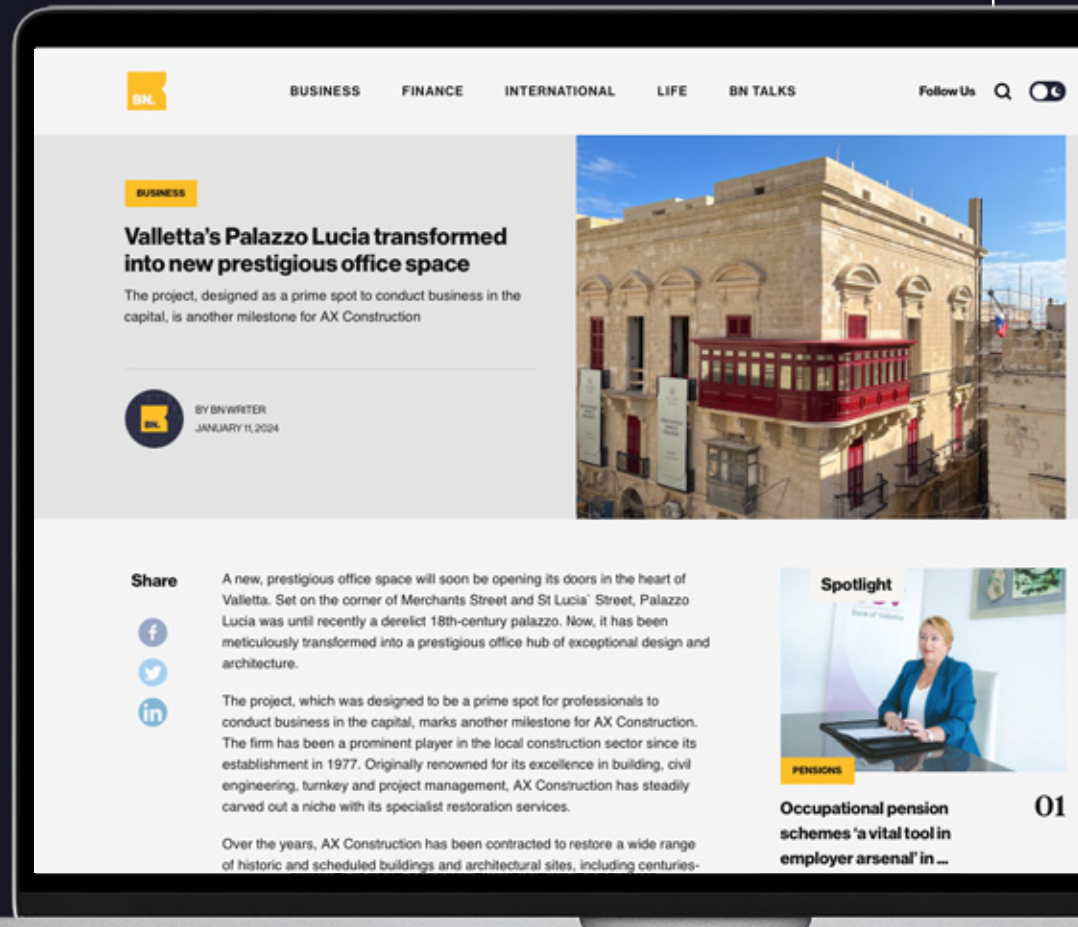 BN.
BUSINESS
FINANCE
INTERNATIONAL
LIFE
BN TALKS
Follow Us
BUSINESS
Valletta's Palazzo Lucia transformed
into new prestigious office space
The project, designed as a prime spot to conduct business in the
capital, is another milestone for AX Construction
BN.
BY BN WRITER
JANUARY 11, 2024
Share
A new, prestigious office space will soon be opening its doors in the heart of
Valletta. Set on the corner of Merchants Street and St Lucia` Street, Palazzo
Lucia was until recently a derelict 18th-century palazzo. Now, it has been
meticulously transformed into a prestigious office hub of exceptional design and
architecture.
The project, which was designed to be a prime spot for professionals to
conduct business in the capital, marks another milestone for AX Construction.
The firm has been a prominent player in the local construction sector since its
establishment in 1977. Originally renowned for its excellence in building, civil
engineering, turnkey and project management, AX Construction has steadily
carved out a niche with its specialist restoration services.
Over the years, AX Construction has been contracted to restore a wide range
of historic and scheduled buildings and architectural sites, including centuries-
Spotlight
Bank of Valletta
PENSIONS
Occupational pension
schemes 'a vital tool in
employer arsenal' in ...
01